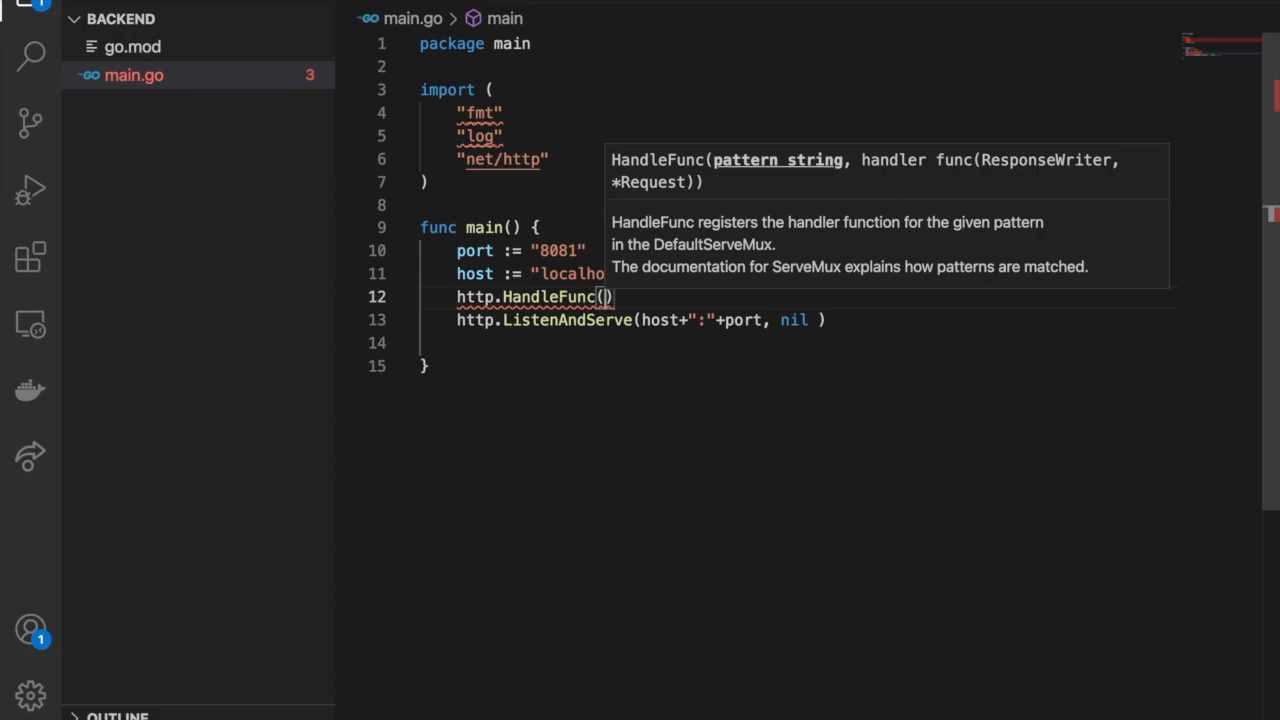 BACKEND
go.mod
main.go 3
main.go > main
1 package main
2
3 import (
4 "fmt"
5 "log"
6 "net/http"
7 )
8
9 func main() {
10 port := "8081"
11 host := "localho
12 http.HandleFunc()
13 http.ListenAndServe(host+":"+port, nil )
14
15 }
HandleFunc(pattern string, handler func(ResponseWriter,
*Request))
HandleFunc registers the handler function for the given pattern
in the DefaultServeMux.
The documentation for ServeMux explains how patterns are matched.
1
1
OUTLINE